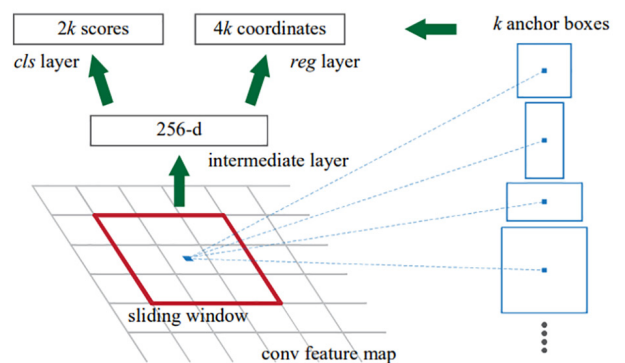 2k scores
4k coordinates
k anchor boxes
cls layer
reg layer
256-d
intermediate layer
sliding window
conv feature map